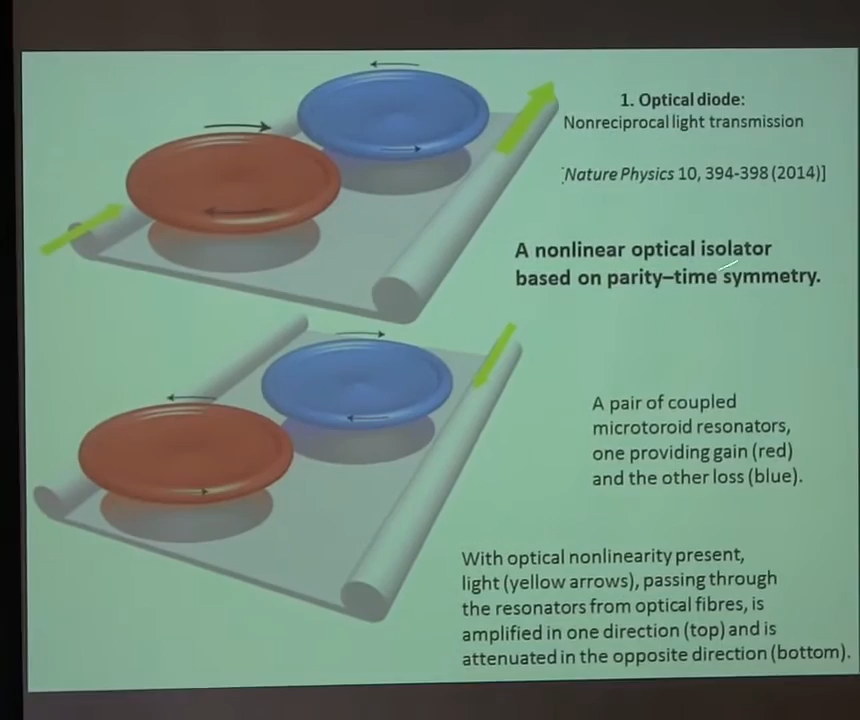 1. Optical diode:
Nonreciprocal light transmission
[Nature Physics 10, 394-398 (2014)]
A nonlinear optical isolator
based on parity–time symmetry.
A pair of coupled
microtoroid resonators,
one providing gain (red)
and the other loss (blue).
With optical nonlinearity present,
light (yellow arrows), passing through
the resonators from optical fibres, is
amplified in one direction (top) and is
attenuated in the opposite direction (bottom).